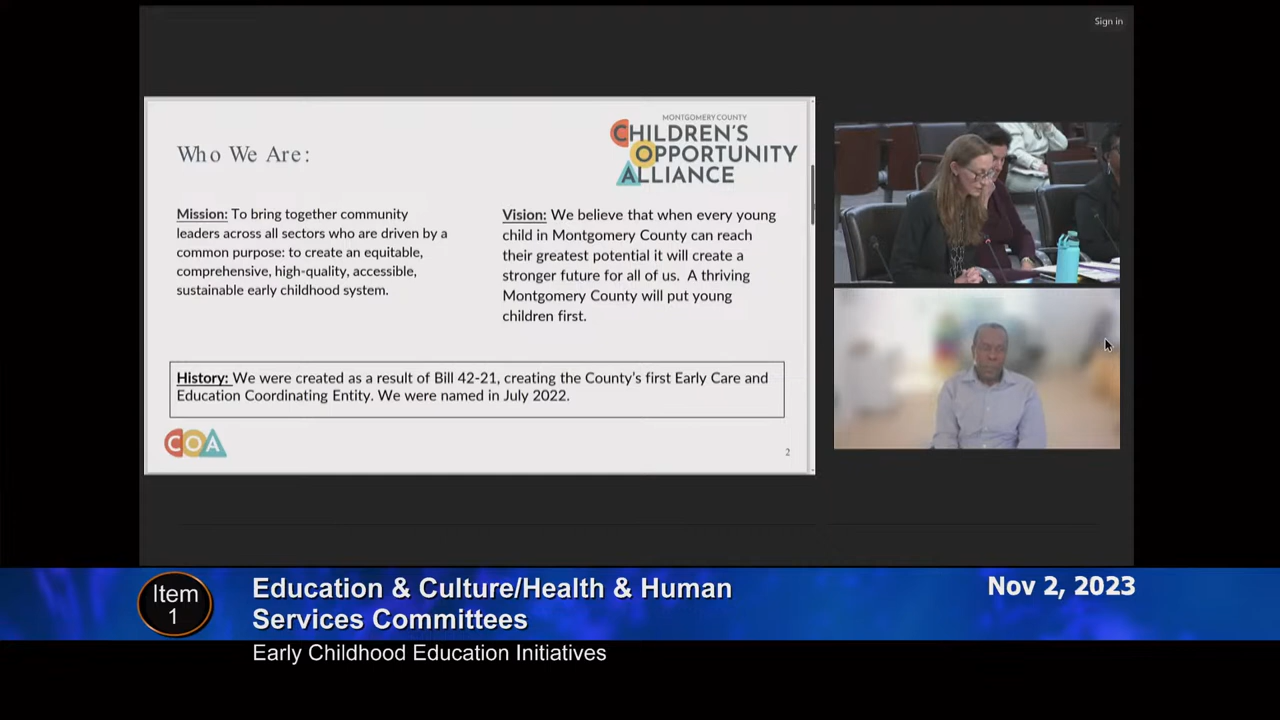 Sign in
Who We Are:
MONTGOMERY COUNTY
CHILDREN'S
OPPORTUNITY
ALLIANCE
Mission: To bring together community
leaders across all sectors who are driven by a
common purpose: to create an equitable,
comprehensive, high-quality, accessible,
sustainable early childhood system.
Vision: We believe that when every young
child in Montgomery County can reach
their greatest potential it will create a
stronger future for all of us. A thriving
Montgomery County will put young
children first.
History: We were created as a result of Bill 42-21, creating the County's first Early Care and
Education Coordinating Entity. We were named in July 2022.
COA
2
Item
1
Education & Culture/Health & Human
Services Committees
Early Childhood Education Initiatives
Nov 2, 2023